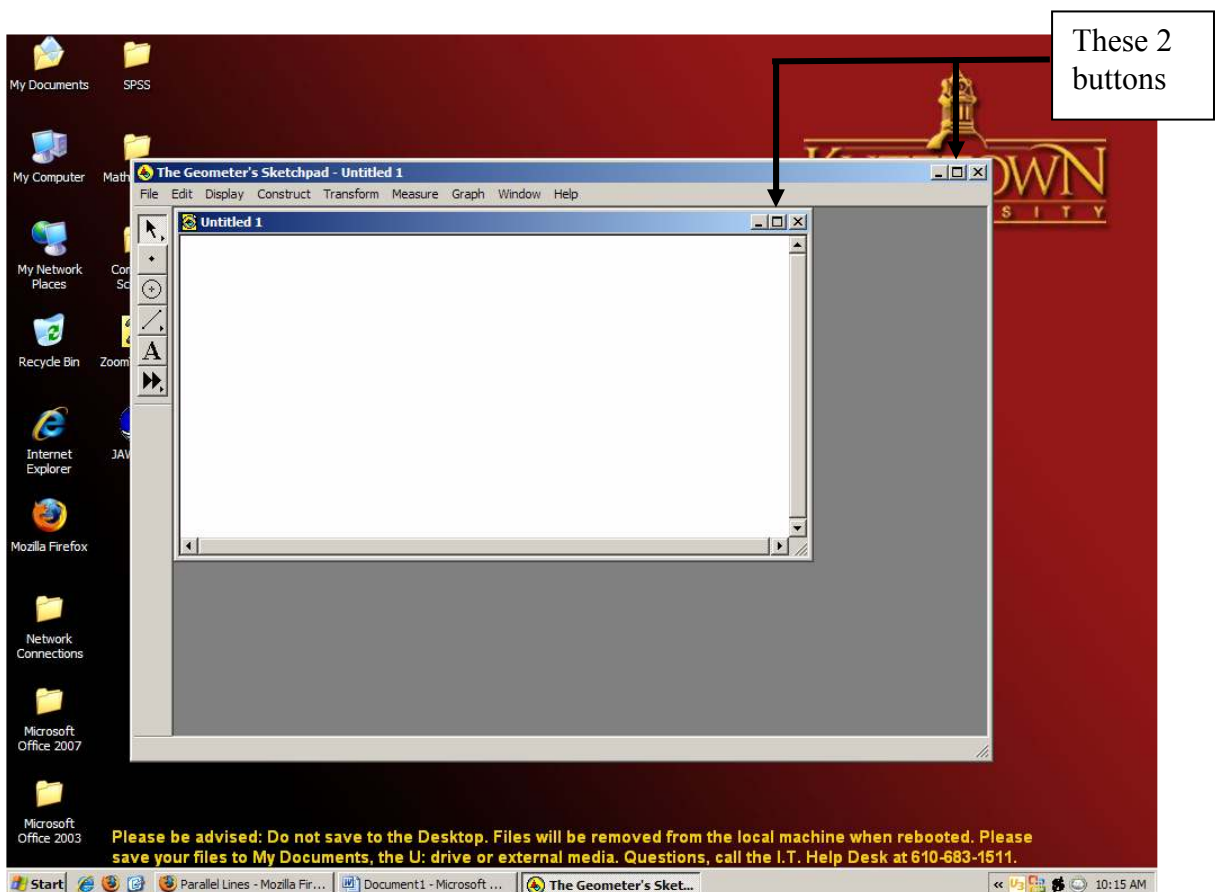 These 2
buttons
My Documents
SPSS
My Computer
Math
The Geometer's Sketchpad - Untitled 1
File Edit Display Construct Transform Measure Graph Window Help
Untitled 1
A
OWN
S I T Y
My Network
Places
Recycle Bin
Zoom
Internet
Explorer
JAW
Mozilla Firefox
Network
Connections
Microsoft
Office 2007
Microsoft
Office 2003
Please be advised: Do not save to the Desktop. Files will be removed from the local machine when rebooted. Please
save your files to My Documents, the U: drive or external media. Questions, call the I.T. Help Desk at 610-683-1511.
Start
Parallel Lines - Mozilla Fir...
Document1 - Microsoft ...
The Geometer's Sket...
10:15 AM